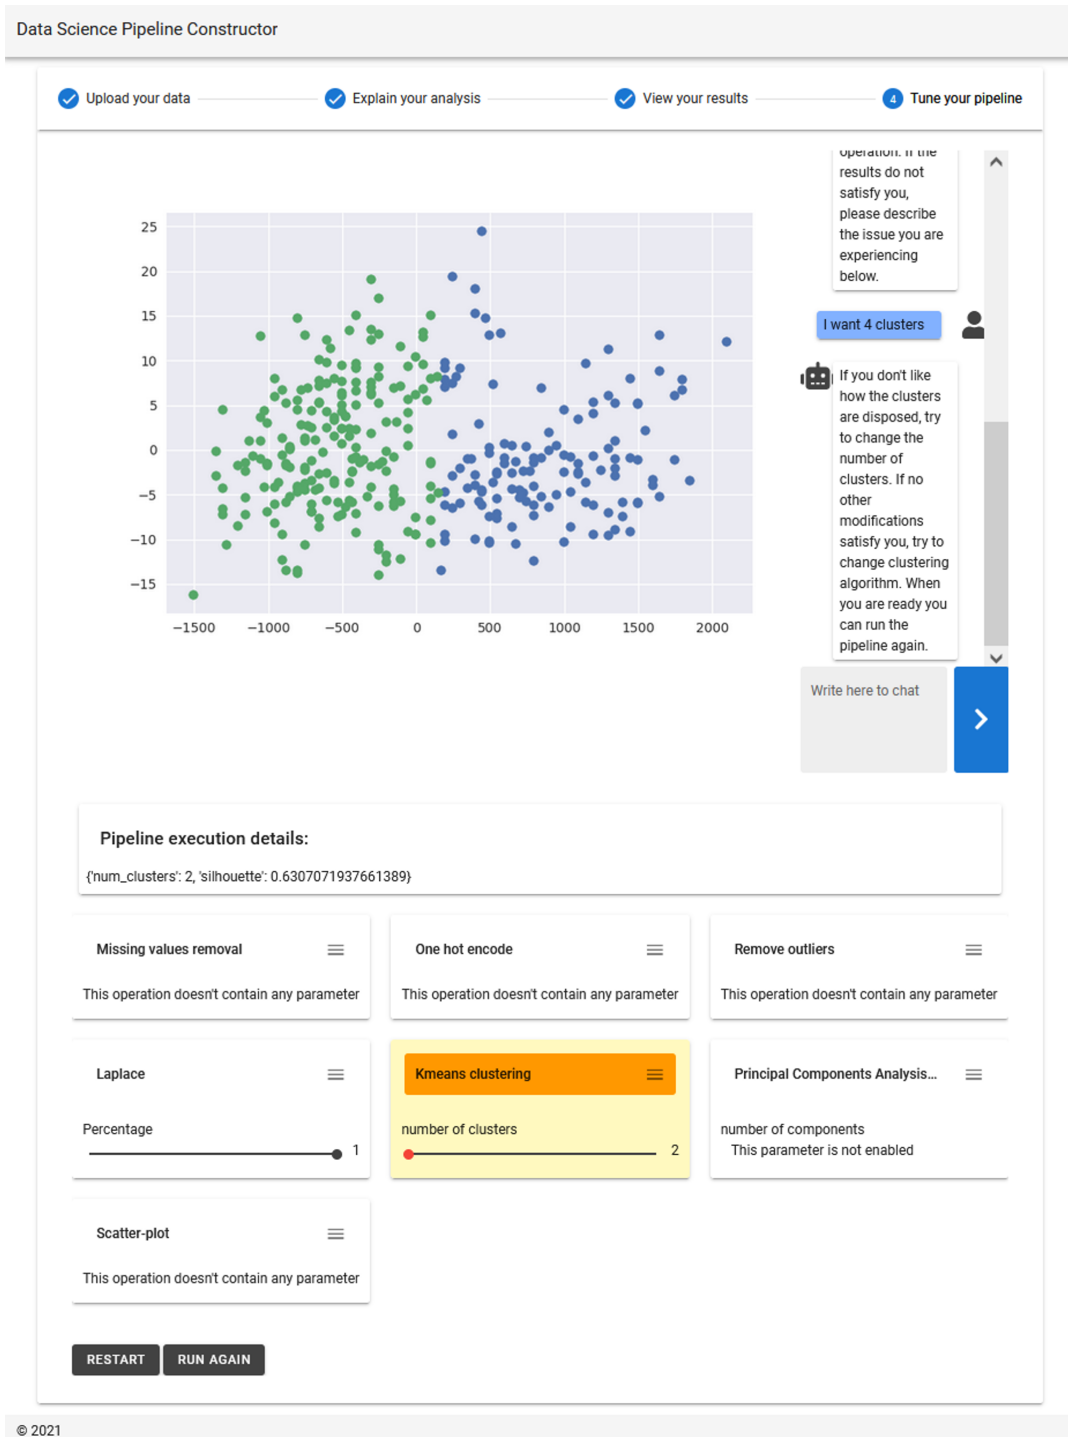 Data Science Pipeline Constructor
Upload your data
Explain your analysis
View your results
4 Tune your pipeline
25
20
15
10
5
0
−5
−10
−15
−1500 −1000 −500 0 500 1000 1500 2000
operation. If the
results do not
satisfy you,
please describe
the issue you are
experiencing
below.
I want 4 clusters
If you don't like
how the clusters
are disposed, try
to change the
number of
clusters. If no
other
modifications
satisfy you, try to
change clustering
algorithm. When
you are ready you
can run the
pipeline again.
Write here to chat
Pipeline execution details:
{'num_clusters': 2, 'silhouette': 0.6307071937661389}
Missing values removal
This operation doesn't contain any parameter
One hot encode
This operation doesn't contain any parameter
Remove outliers
This operation doesn't contain any parameter
Laplace
Percentage
1
Kmeans clustering
number of clusters
2
Principal Components Analysis...
number of components
This parameter is not enabled
Scatter-plot
This operation doesn't contain any parameter
RESTART
RUN AGAIN
© 2021